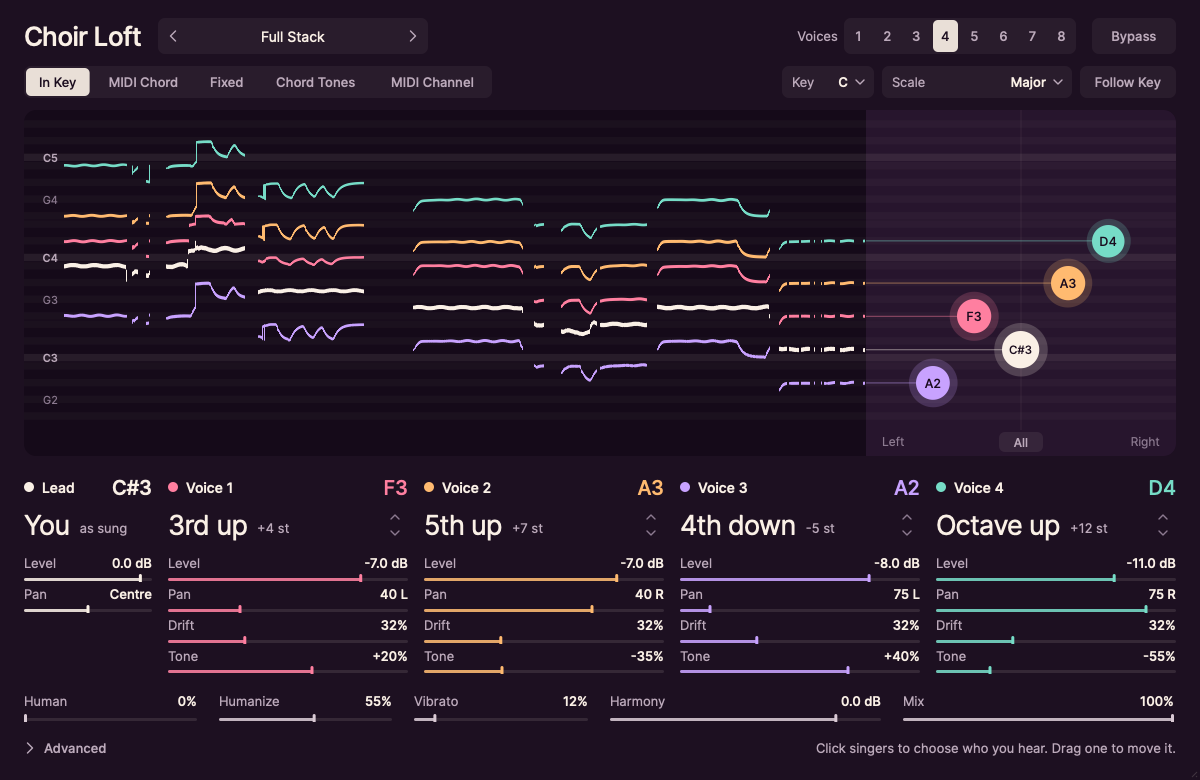 Choir Loft
Full Stack
Voices 1 2 3 4 5 6 7 8
Bypass
In Key MIDI Chord Fixed Chord Tones MIDI Channel
Key C
Scale Major
Follow Key
C5
G4
C4
G3
C3
G2
D4
A3
F3
C#3
A2
Left All Right
Lead C#3
You as sung
Level 0.0 dB
Pan Centre
Voice 1 F3
3rd up +4 st
Level -7.0 dB
Pan 40 L
Drift 32%
Tone +20%
Voice 2 A3
5th up +7 st
Level -7.0 dB
Pan 40 R
Drift 32%
Tone -35%
Voice 3 A2
4th down -5 st
Level -8.0 dB
Pan 75 L
Drift 32%
Tone +40%
Voice 4 D4
Octave up +12 st
Level -11.0 dB
Pan 75 R
Drift 32%
Tone -55%
Human 0%
Humanize 55%
Vibrato 12%
Harmony 0.0 dB
Mix 100%
Advanced
Click singers to choose who you hear. Drag one to move it.